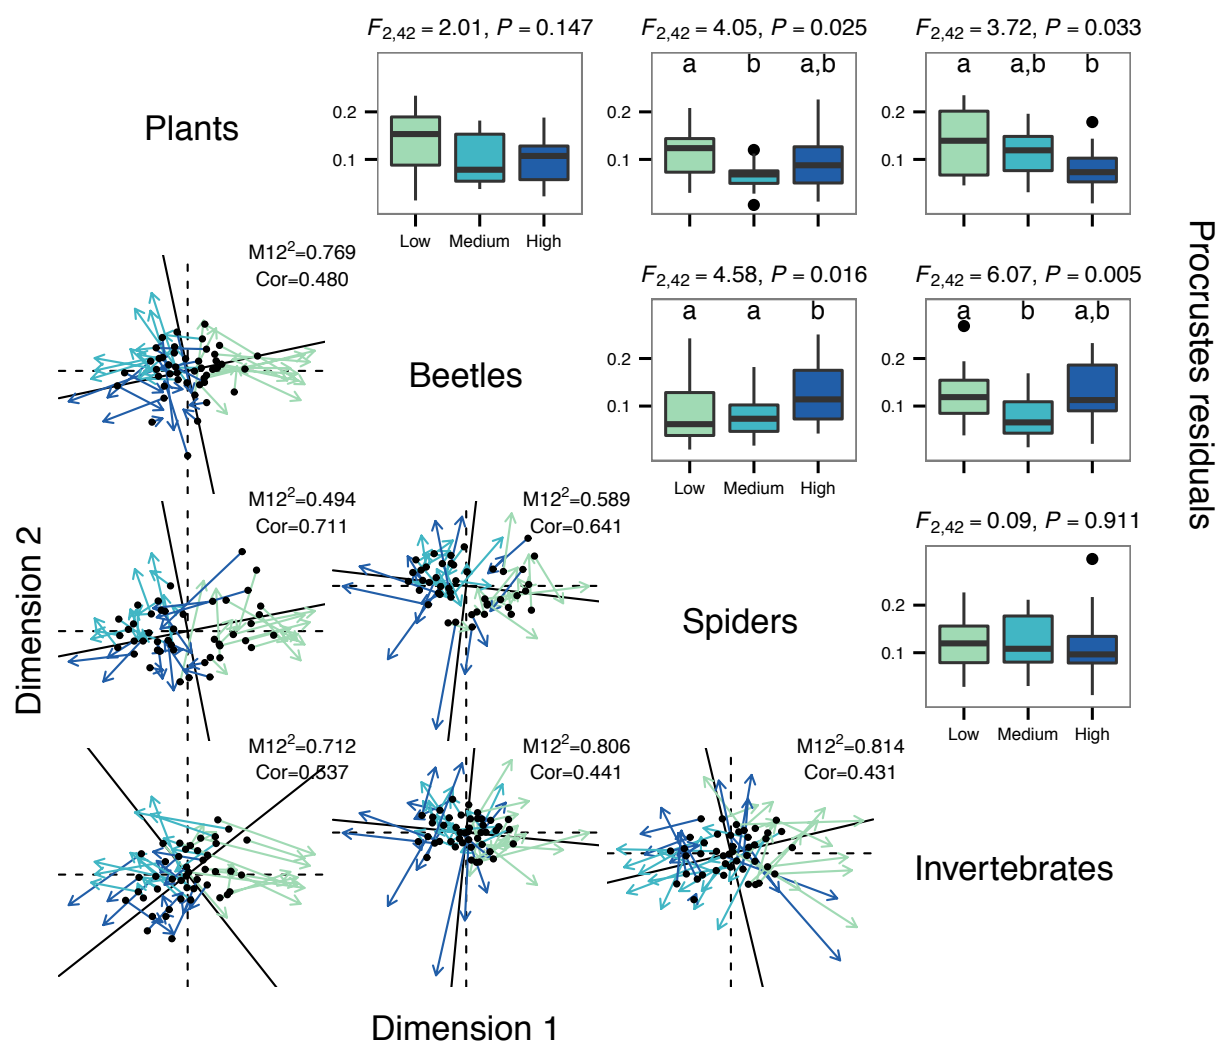 F2,42 = 2.01, P = 0.147
F2,42 = 4.05, P = 0.025
F2,42 = 3.72, P = 0.033
Plants
0.2
0.1
Low Medium High
a b a,b
0.2
0.1
a a,b b
0.2
0.1
Procrustes residuals
M12²=0.769
Cor=0.480
Beetles
F2,42 = 4.58, P = 0.016
a a b
0.2
0.1
Low Medium High
F2,42 = 6.07, P = 0.005
a b a,b
0.2
0.1
Dimension 2
M12²=0.494
Cor=0.711
M12²=0.589
Cor=0.641
Spiders
F2,42 = 0.09, P = 0.911
0.2
0.1
Low Medium High
M12²=0.712
Cor=0.537
M12²=0.806
Cor=0.441
M12²=0.814
Cor=0.431
Invertebrates
Dimension 1